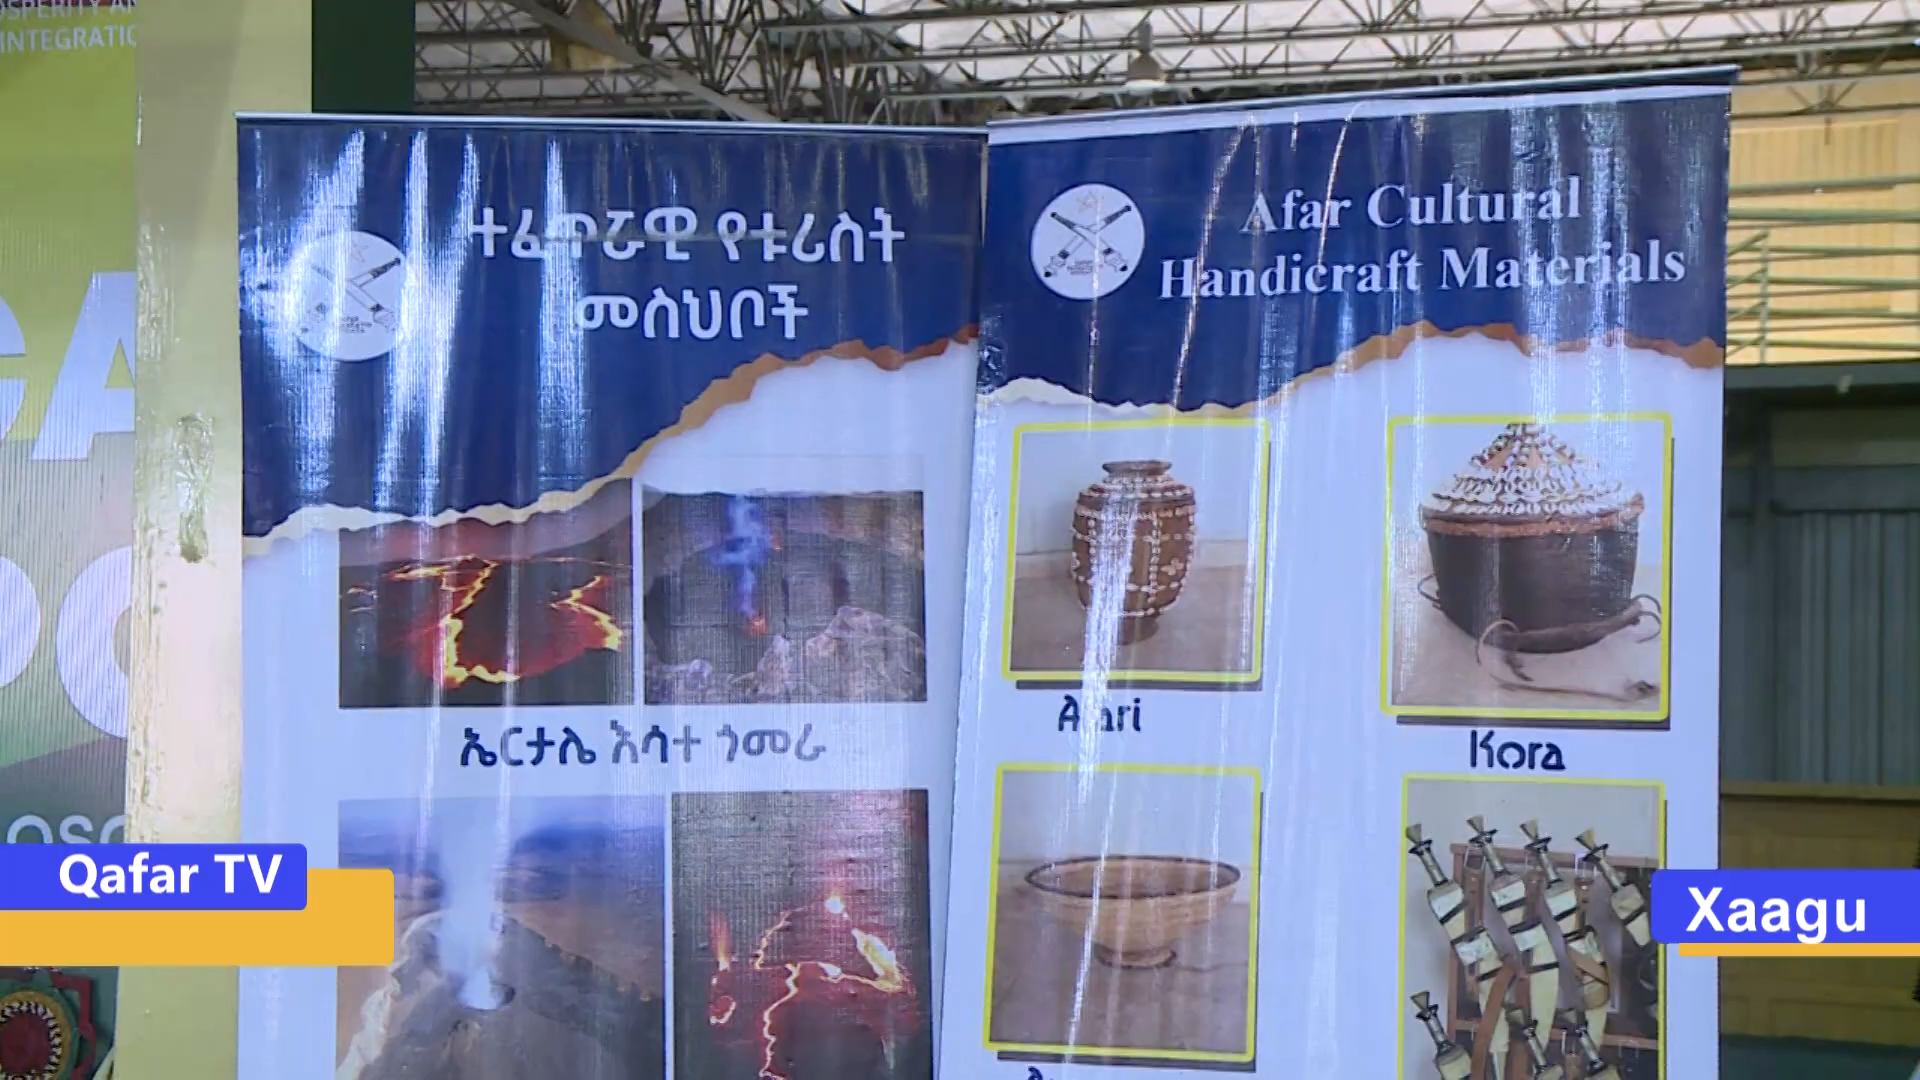 INTEGRATIO
ተፈጥሯዊ የቱሪስት
መስህቦች
ኤርታሌ እሳተ ጎመራ
Afar Cultural
Handicraft Materials
Kora
Qafar TV
Xaagu